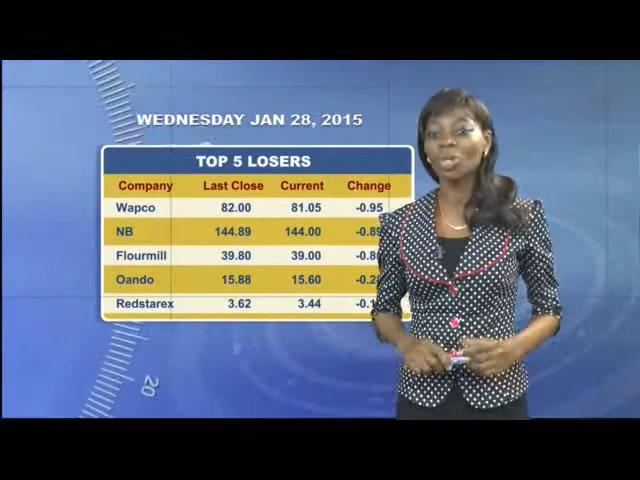 WEDNESDAY JAN 28, 2015
TOP 5 LOSERS
Company Last Close Current Change
Wapco 82.00 81.05 -0.95
NB 144.89 144.00
Flourmill 39.80 39.00
Oando 15.88 15.60
Redstarex 3.62 3.44
20